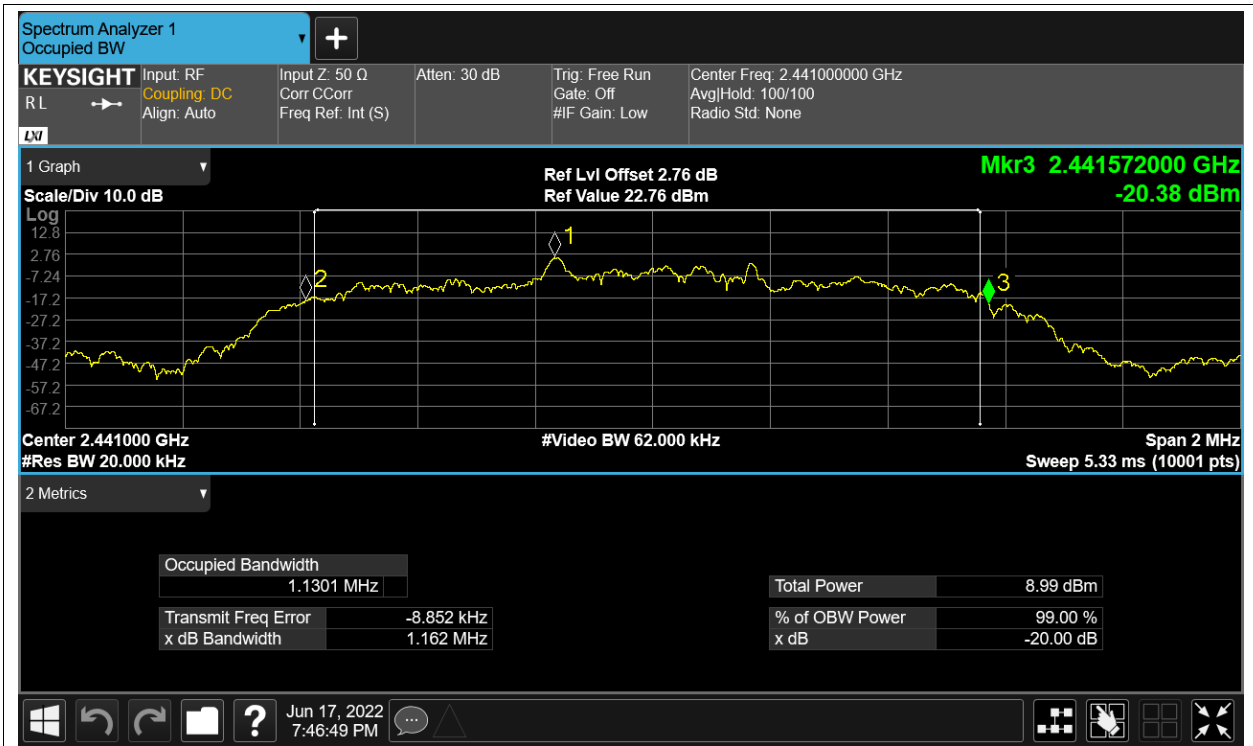 Spectrum Analyzer 1
Occupied BW
KEYSIGHT
R L
LXI
Input: RF
Coupling: DC
Align: Auto
Input Z: 50 Ω
Corr CCorr
Freq Ref: Int (S)
Atten: 30 dB
Trig: Free Run
Gate: Off
#IF Gain: Low
Center Freq: 2.441000000 GHz
Avg|Hold: 100/100
Radio Std: None
1 Graph
Scale/Div 10.0 dB
Ref Lvl Offset 2.76 dB
Ref Value 22.76 dBm
Mkr3 2.441572000 GHz
-20.38 dBm
Log
12.8
2.76
-7.24
-17.2
-27.2
-37.2
-47.2
-57.2
-67.2
1
2
3
Center 2.441000 GHz
#Res BW 20.000 kHz
#Video BW 62.000 kHz
Span 2 MHz
Sweep 5.33 ms (10001 pts)
2 Metrics
Occupied Bandwidth
1.1301 MHz
Transmit Freq Error -8.852 kHz
x dB Bandwidth 1.162 MHz
Total Power 8.99 dBm
% of OBW Power 99.00 %
x dB -20.00 dB
?
Jun 17, 2022
7:46:49 PM